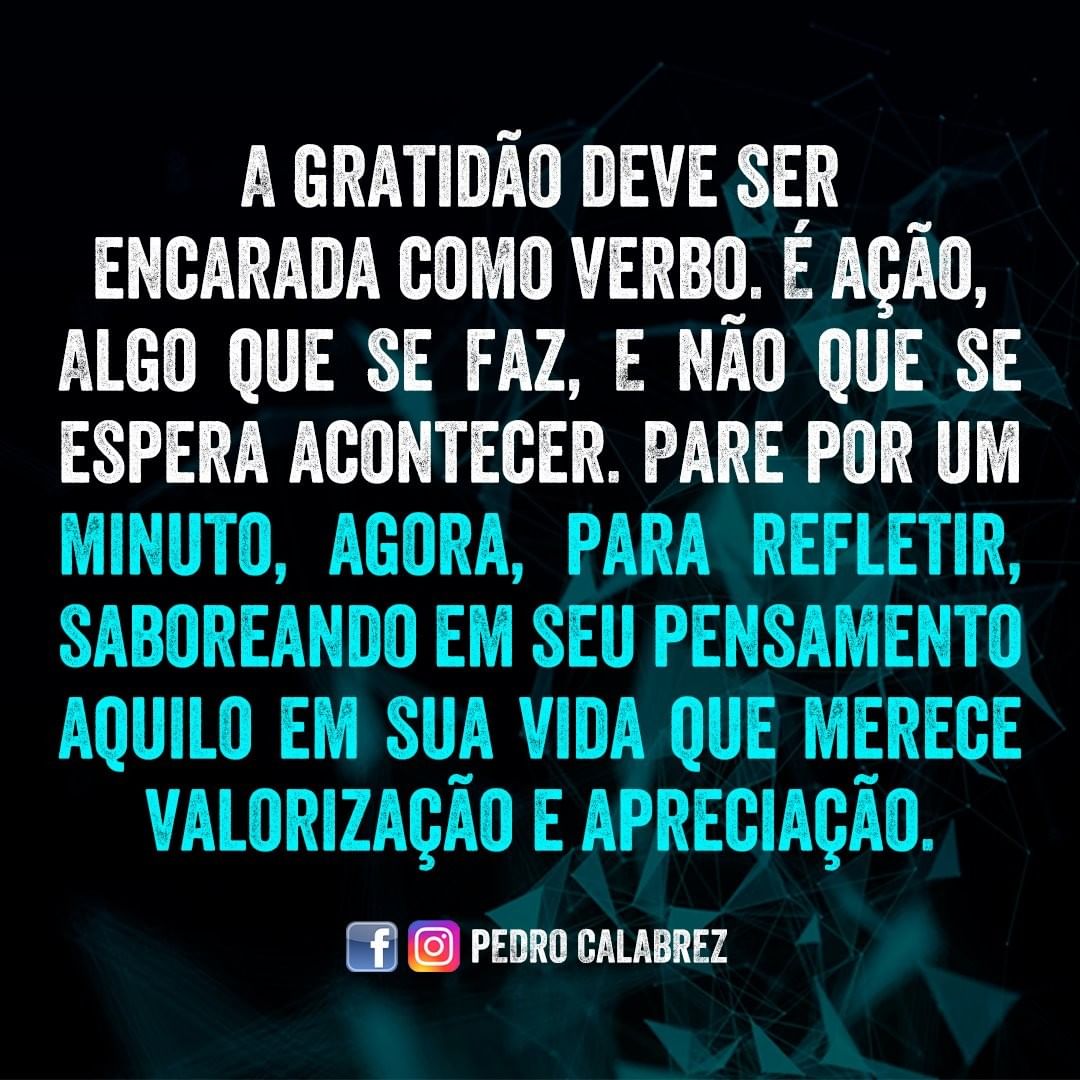 A GRATIDÃO DEVE SER
ENCARADA COMO VERBO. É AÇÃO,
ALGO QUE SE FAZ, E NÃO QUE SE
ESPERA ACONTECER. PARE POR UM
MINUTO, AGORA, PARA REFLETIR,
SABOREANDO EM SEU PENSAMENTO
AQUILO EM SUA VIDA QUE MERECE
VALORIZAÇÃO E APRECIAÇÃO.
PEDRO CALABREZ